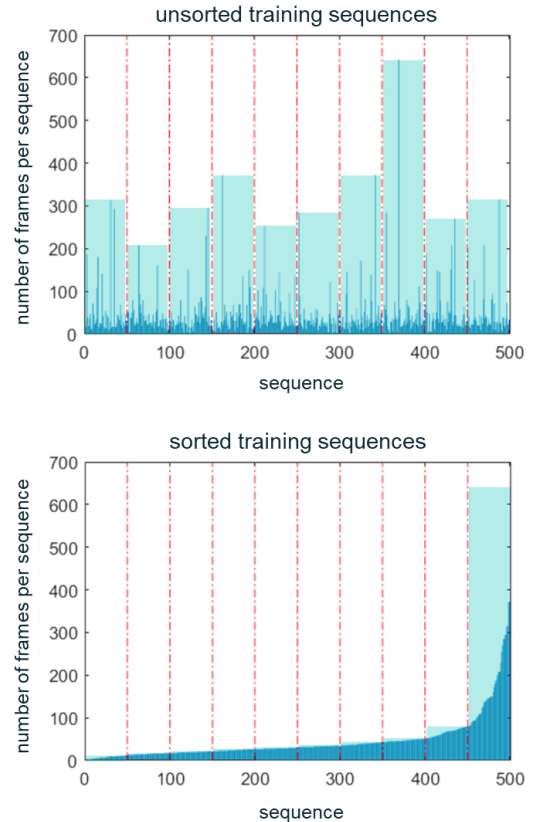 unsorted training sequences
number of frames per sequence
700
600
500
400
300
200
100
0
0 100 200 300 400 500
sequence
sorted training sequences
number of frames per sequence
700
600
500
400
300
200
100
0
0 100 200 300 400 500
sequence